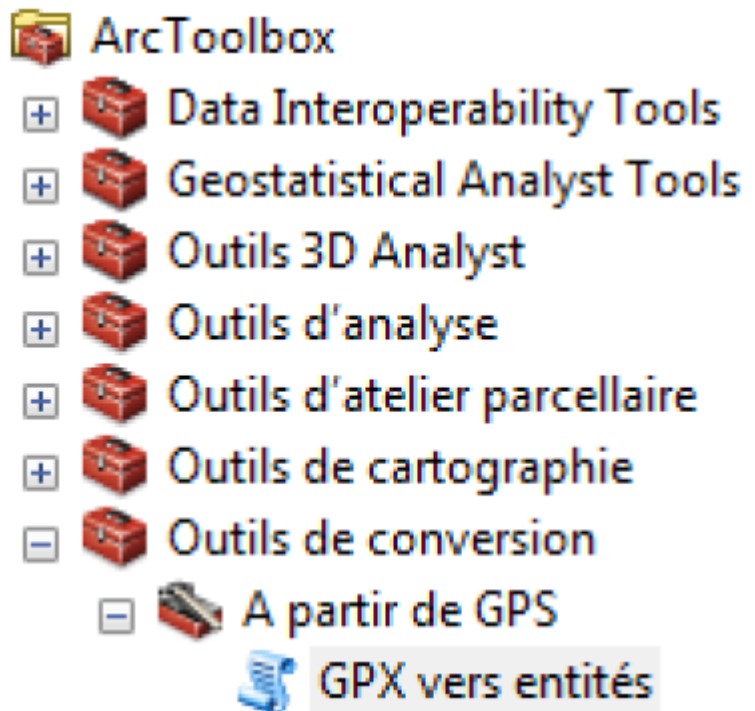 ArcToolbox
Data Interoperability Tools
Geostatistical Analyst Tools
Outils 3D Analyst
Outils d'analyse
Outils d'atelier parcellaire
Outils de cartographie
Outils de conversion
A partir de GPS
GPX vers entités